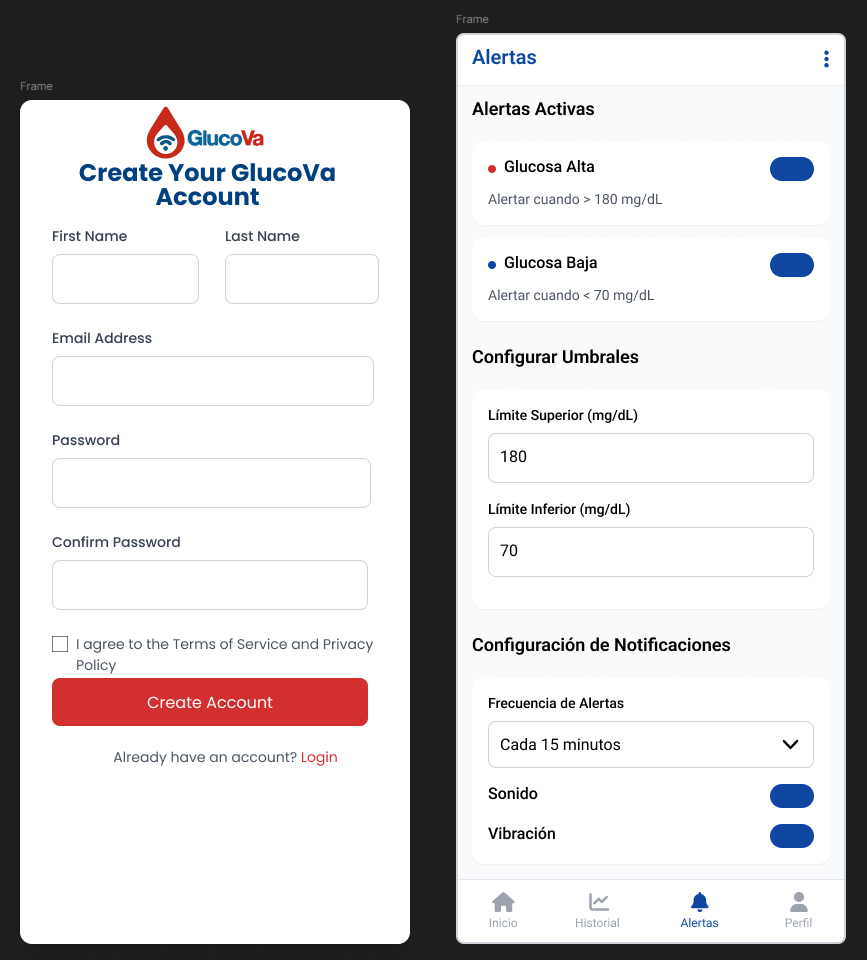 Frame
GlucoVa
Create Your GlucoVa
Account
First Name
Last Name
Email Address
Password
Confirm Password
I agree to the Terms of Service and Privacy
Policy
Create Account
Already have an account? Login
Frame
Alertas
Alertas Activas
Glucosa Alta
Alertar cuando > 180 mg/dL
Glucosa Baja
Alertar cuando < 70 mg/dL
Configurar Umbrales
Límite Superior (mg/dL)
180
Límite Inferior (mg/dL)
70
Configuración de Notificaciones
Frecuencia de Alertas
Cada 15 minutos
Sonido
Vibración
Inicio
Historial
Alertas
Perfil